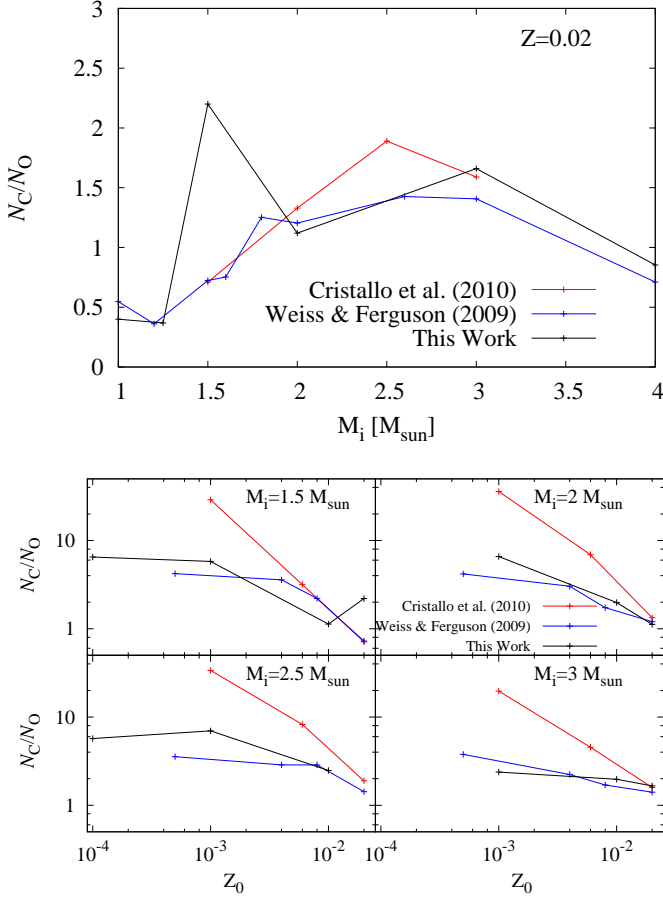 3
2.5
2
1.5
1
0.5
0
N_C/N_O
Z=0.02
Cristallo et al. (2010)
Weiss & Ferguson (2009)
This Work
1 1.5 2 2.5 3 3.5 4
M_i [M_sun]
M_i=1.5 M_sun M_i=2 M_sun
10
1
N_C/N_O
Cristallo et al. (2010)
Weiss & Ferguson (2009)
This Work
M_i=2.5 M_sun M_i=3 M_sun
10
1
N_C/N_O
10^-4 10^-3 10^-2 10^-4 10^-3 10^-2
Z_0 Z_0